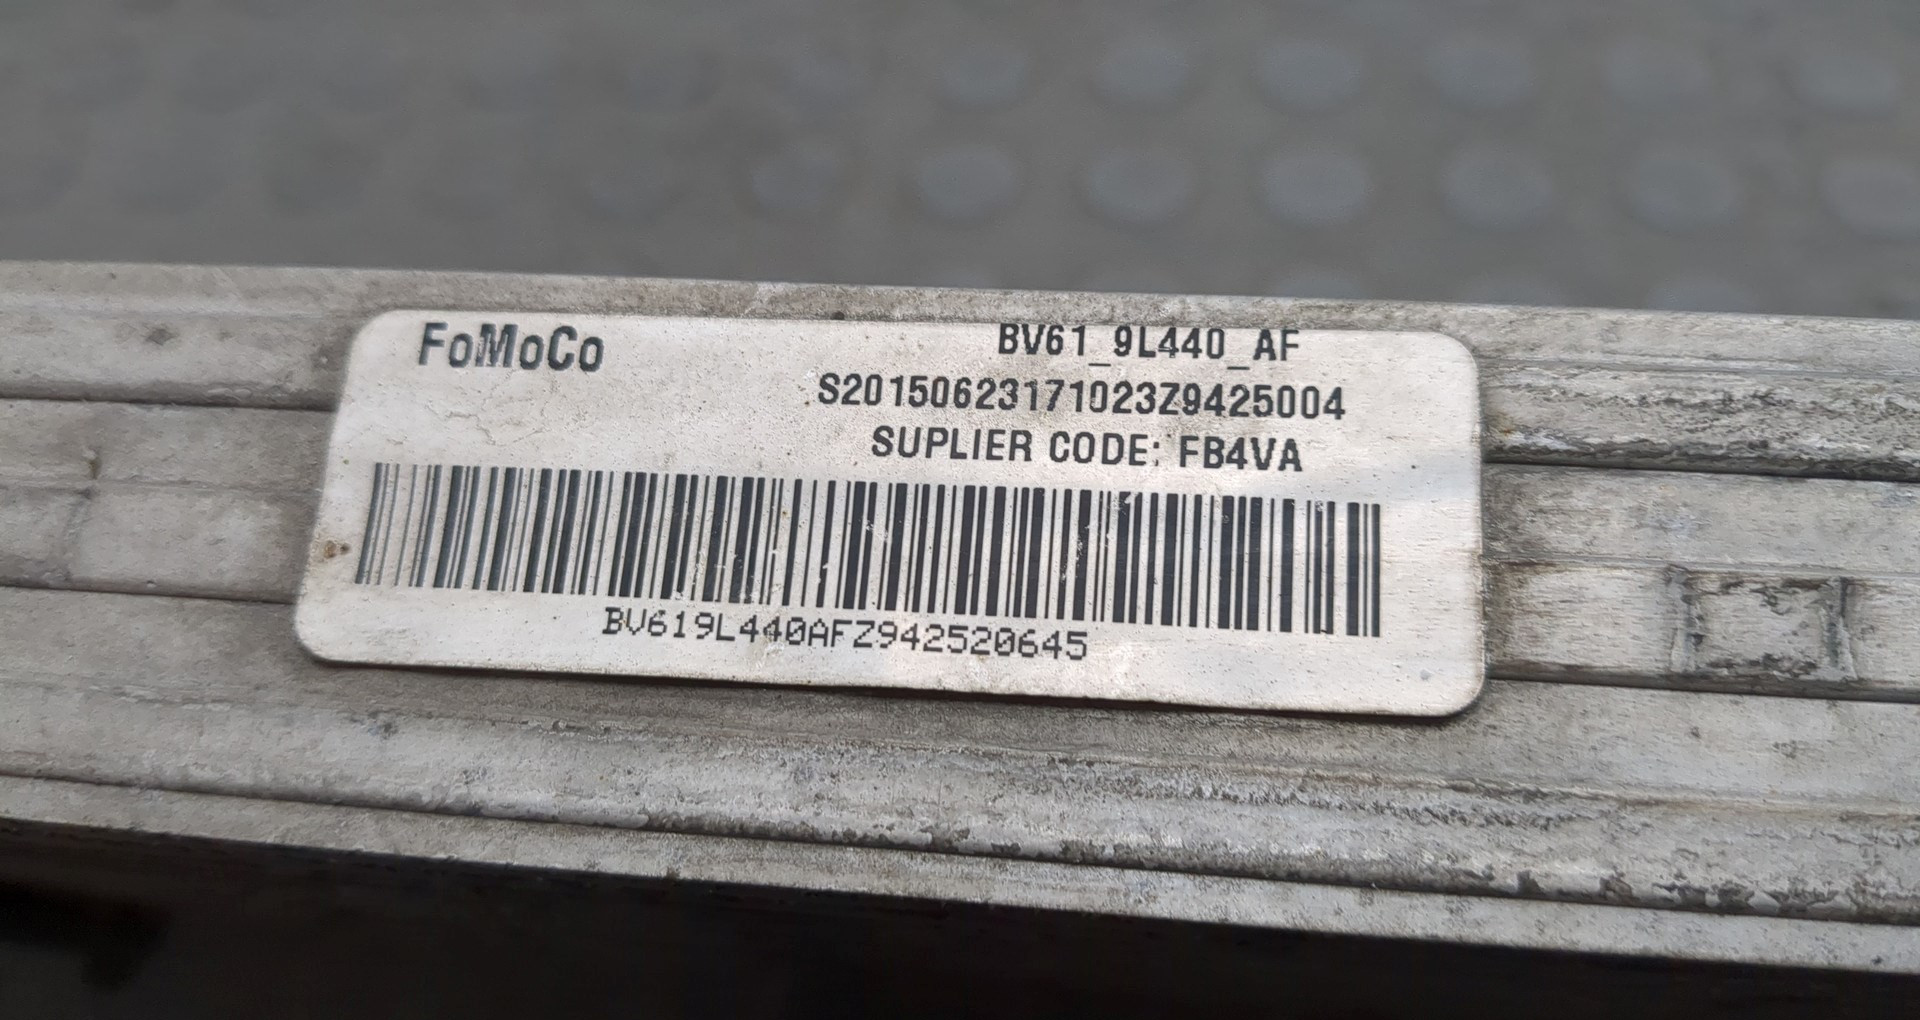 FoMoCo
BV61_9L440_AF
S20150623171023Z9425004
SUPLIER CODE: FB4VA
BV619L440AFZ942520645